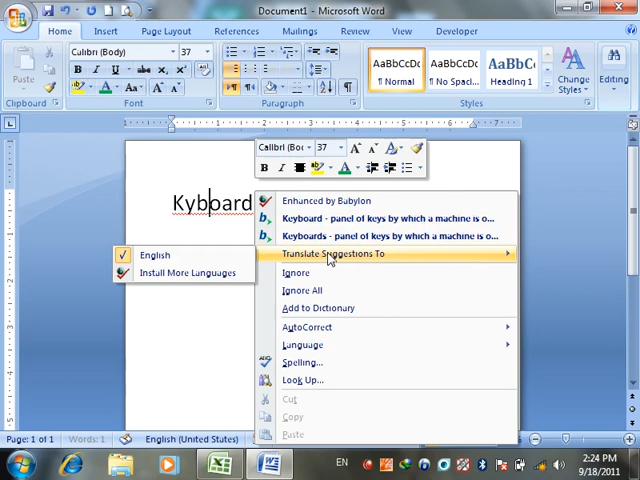 Document1 - Microsoft Word
Home Insert Page Layout References Mailings Review View Developer
Calibri (Body) 37
Paste
AaBbCcDc AaBbCcDc AaBbC
¶ Normal ¶ No Spaci... Heading 1
Change Styles
Editing
Clipboard Font Paragraph Styles
Calibri (Boc 37
Kyboard
Enhanced by Babylon
Keyboard - panel of keys by which a machine is o...
Keyboards - panel of keys by which a machine is o...
Translate Suggestions To
English
Install More Languages
Ignore
Ignore All
Add to Dictionary
AutoCorrect
Language
Spelling...
Look Up...
Cut
Copy
Paste
Page: 1 of 1 Words: 1 English (United States)
EN
2:24 PM
9/18/2011